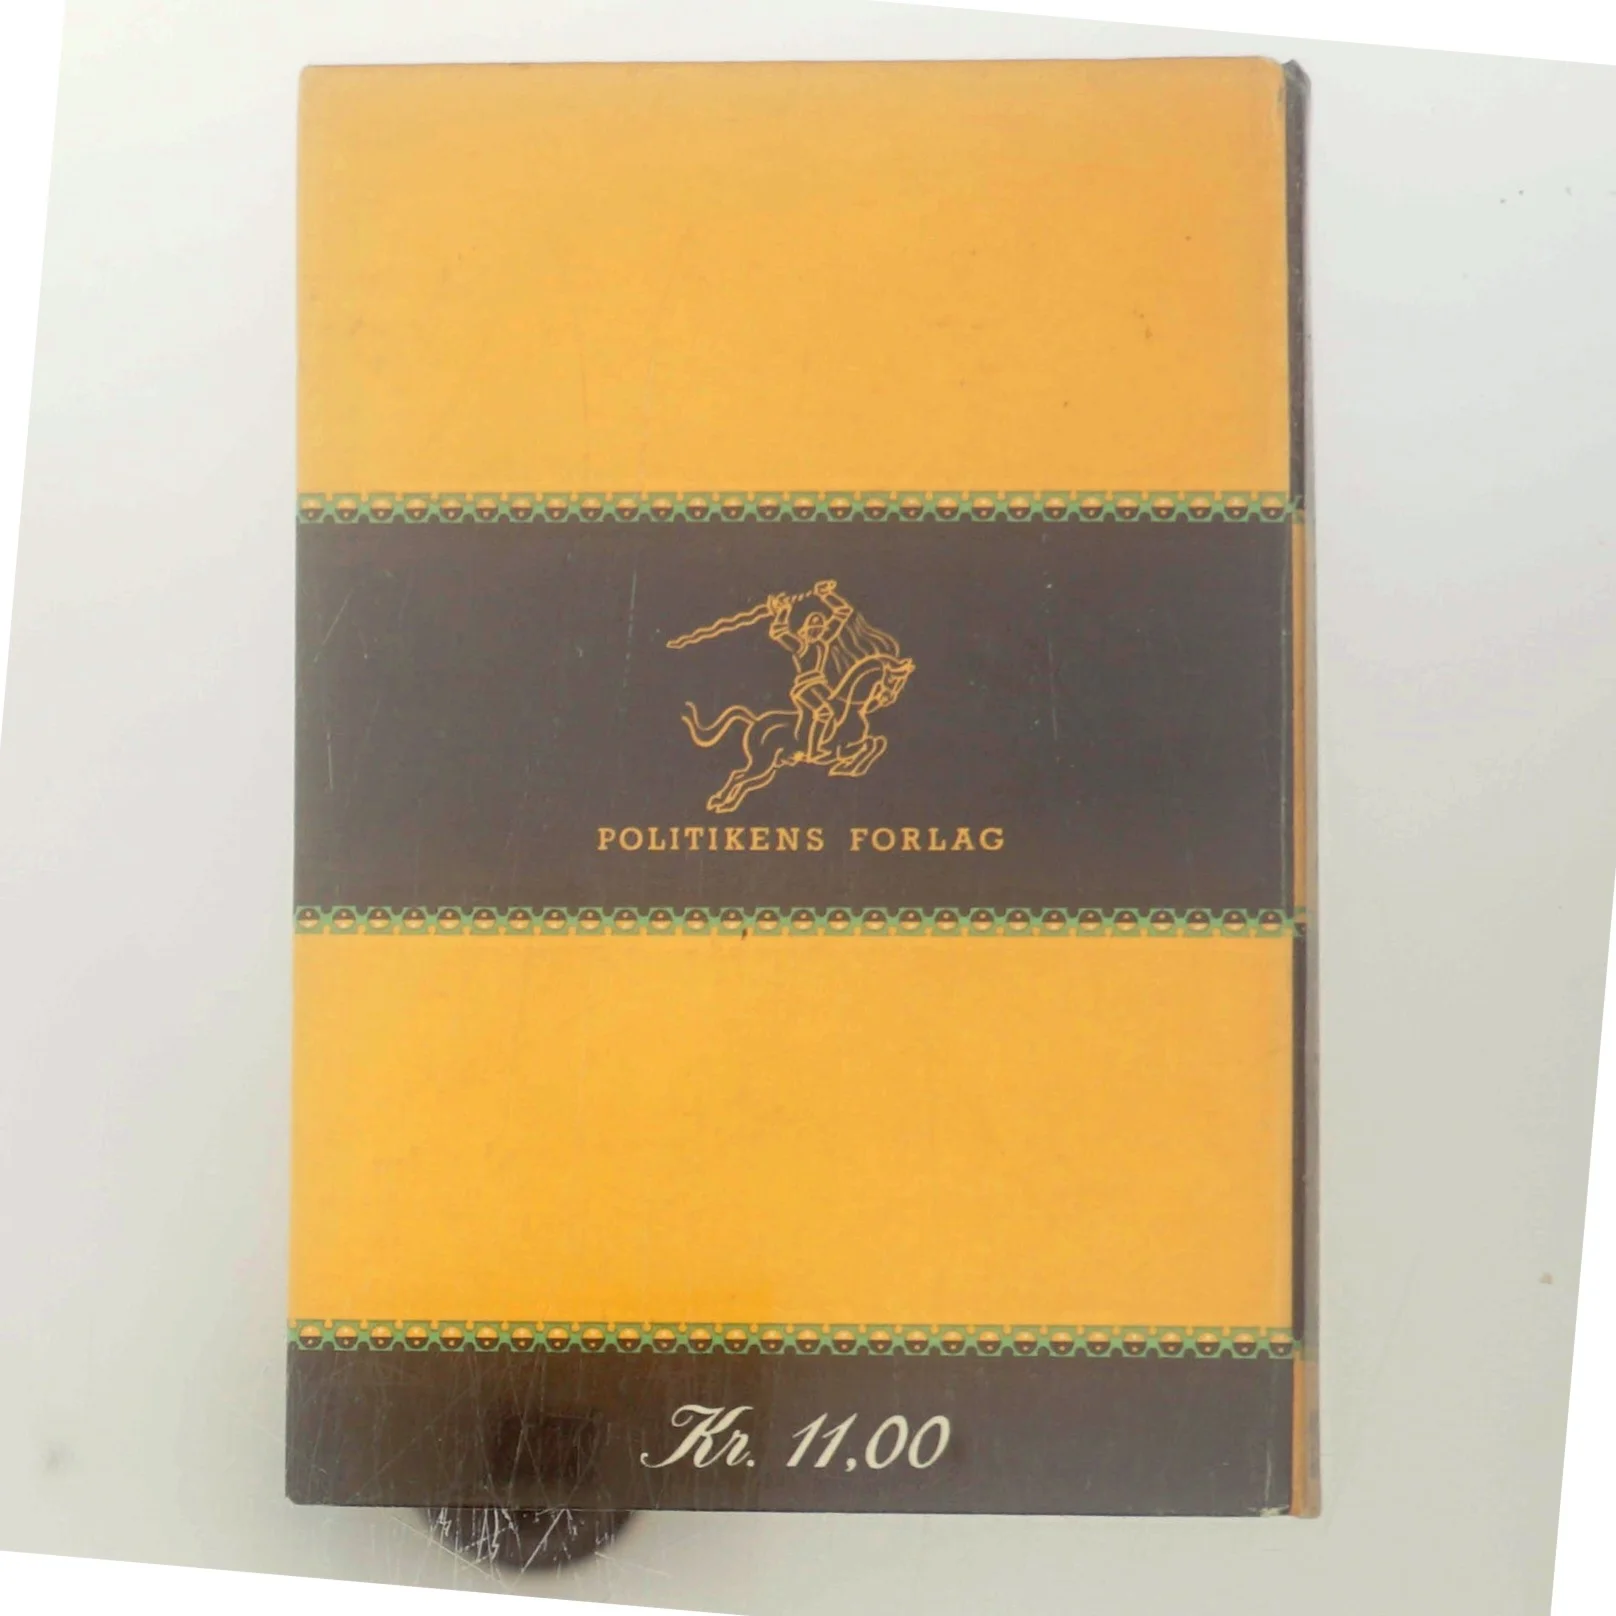 POLITIKENS FORLAG
Kr. 11,00